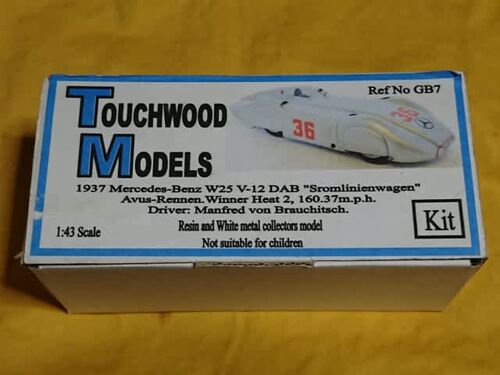 Ref No GB7
TOUCHWOOD
MODELS
36
36
1937 Mercedes-Benz W25 V-12 DAB "Sromlinienwagen"
Avus-Rennen.Winner Heat 2, 160.37m.p.h.
Driver: Manfred von Brauchitsch.
1:43 Scale
Resin and White metal collectors model
Not suitable for children
Kit